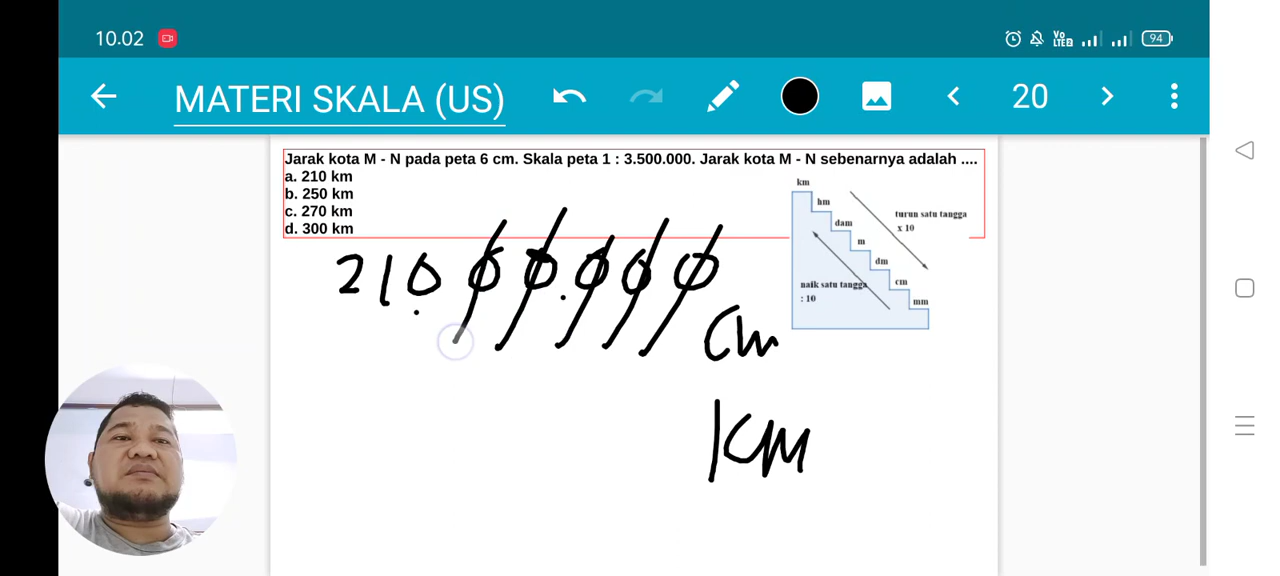 10.02
Vo LTE2
94
MATERI SKALA (US)
20
Jarak kota M - N pada peta 6 cm. Skala peta 1 : 3.500.000. Jarak kota M - N sebenarnya adalah ....
a. 210 km
b. 250 km
c. 270 km
d. 300 km
km
hm
dam
m
dm
cm
mm
turun satu tangga
x 10
naik satu tangga
: 10
210.00.000
cm
km